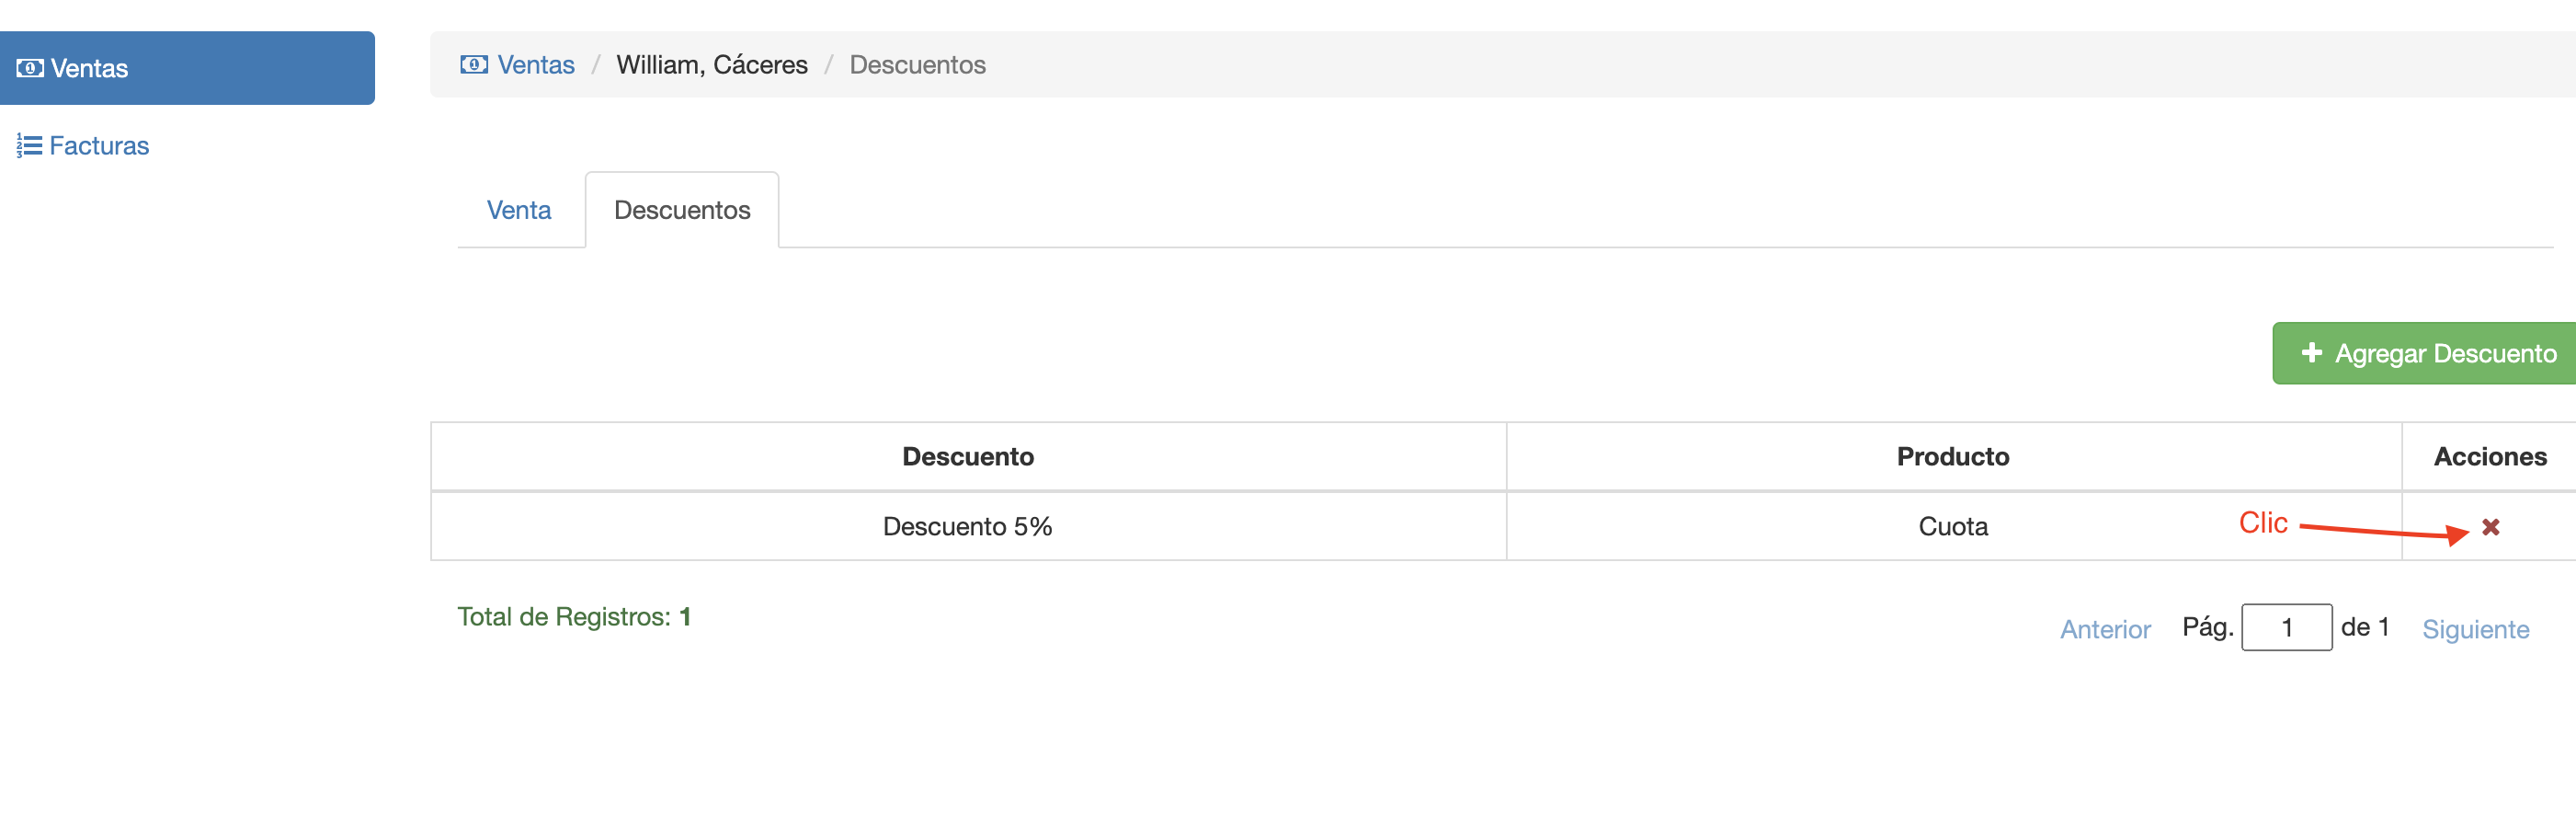 Ventas
Facturas
Ventas / William, Cáceres / Descuentos
Venta Descuentos
+ Agregar Descuento
Descuento Producto Acciones
Descuento 5% Cuota Clic
Total de Registros: 1
Anterior Pág. 1 de 1 Siguiente